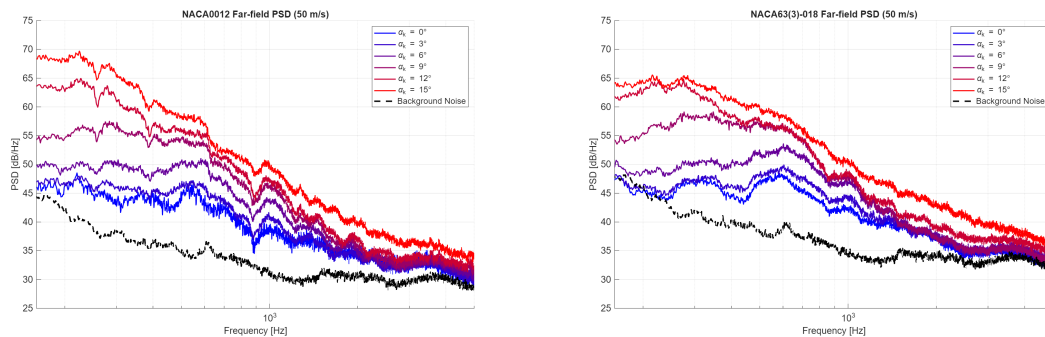 NACA0012 Far-field PSD (50 m/s)
75
70
65
60
55
50
45
40
35
30
25
PSD [dB/Hz]
αk = 0°
αk = 3°
αk = 6°
αk = 9°
αk = 12°
αk = 15°
Background Noise
10³
Frequency [Hz]
NACA63(3)-018 Far-field PSD (50 m/s)
75
70
65
60
55
50
45
40
35
30
25
PSD [dB/Hz]
αk = 0°
αk = 3°
αk = 6°
αk = 9°
αk = 12°
αk = 15°
Background Noise
10³
Frequency [Hz]